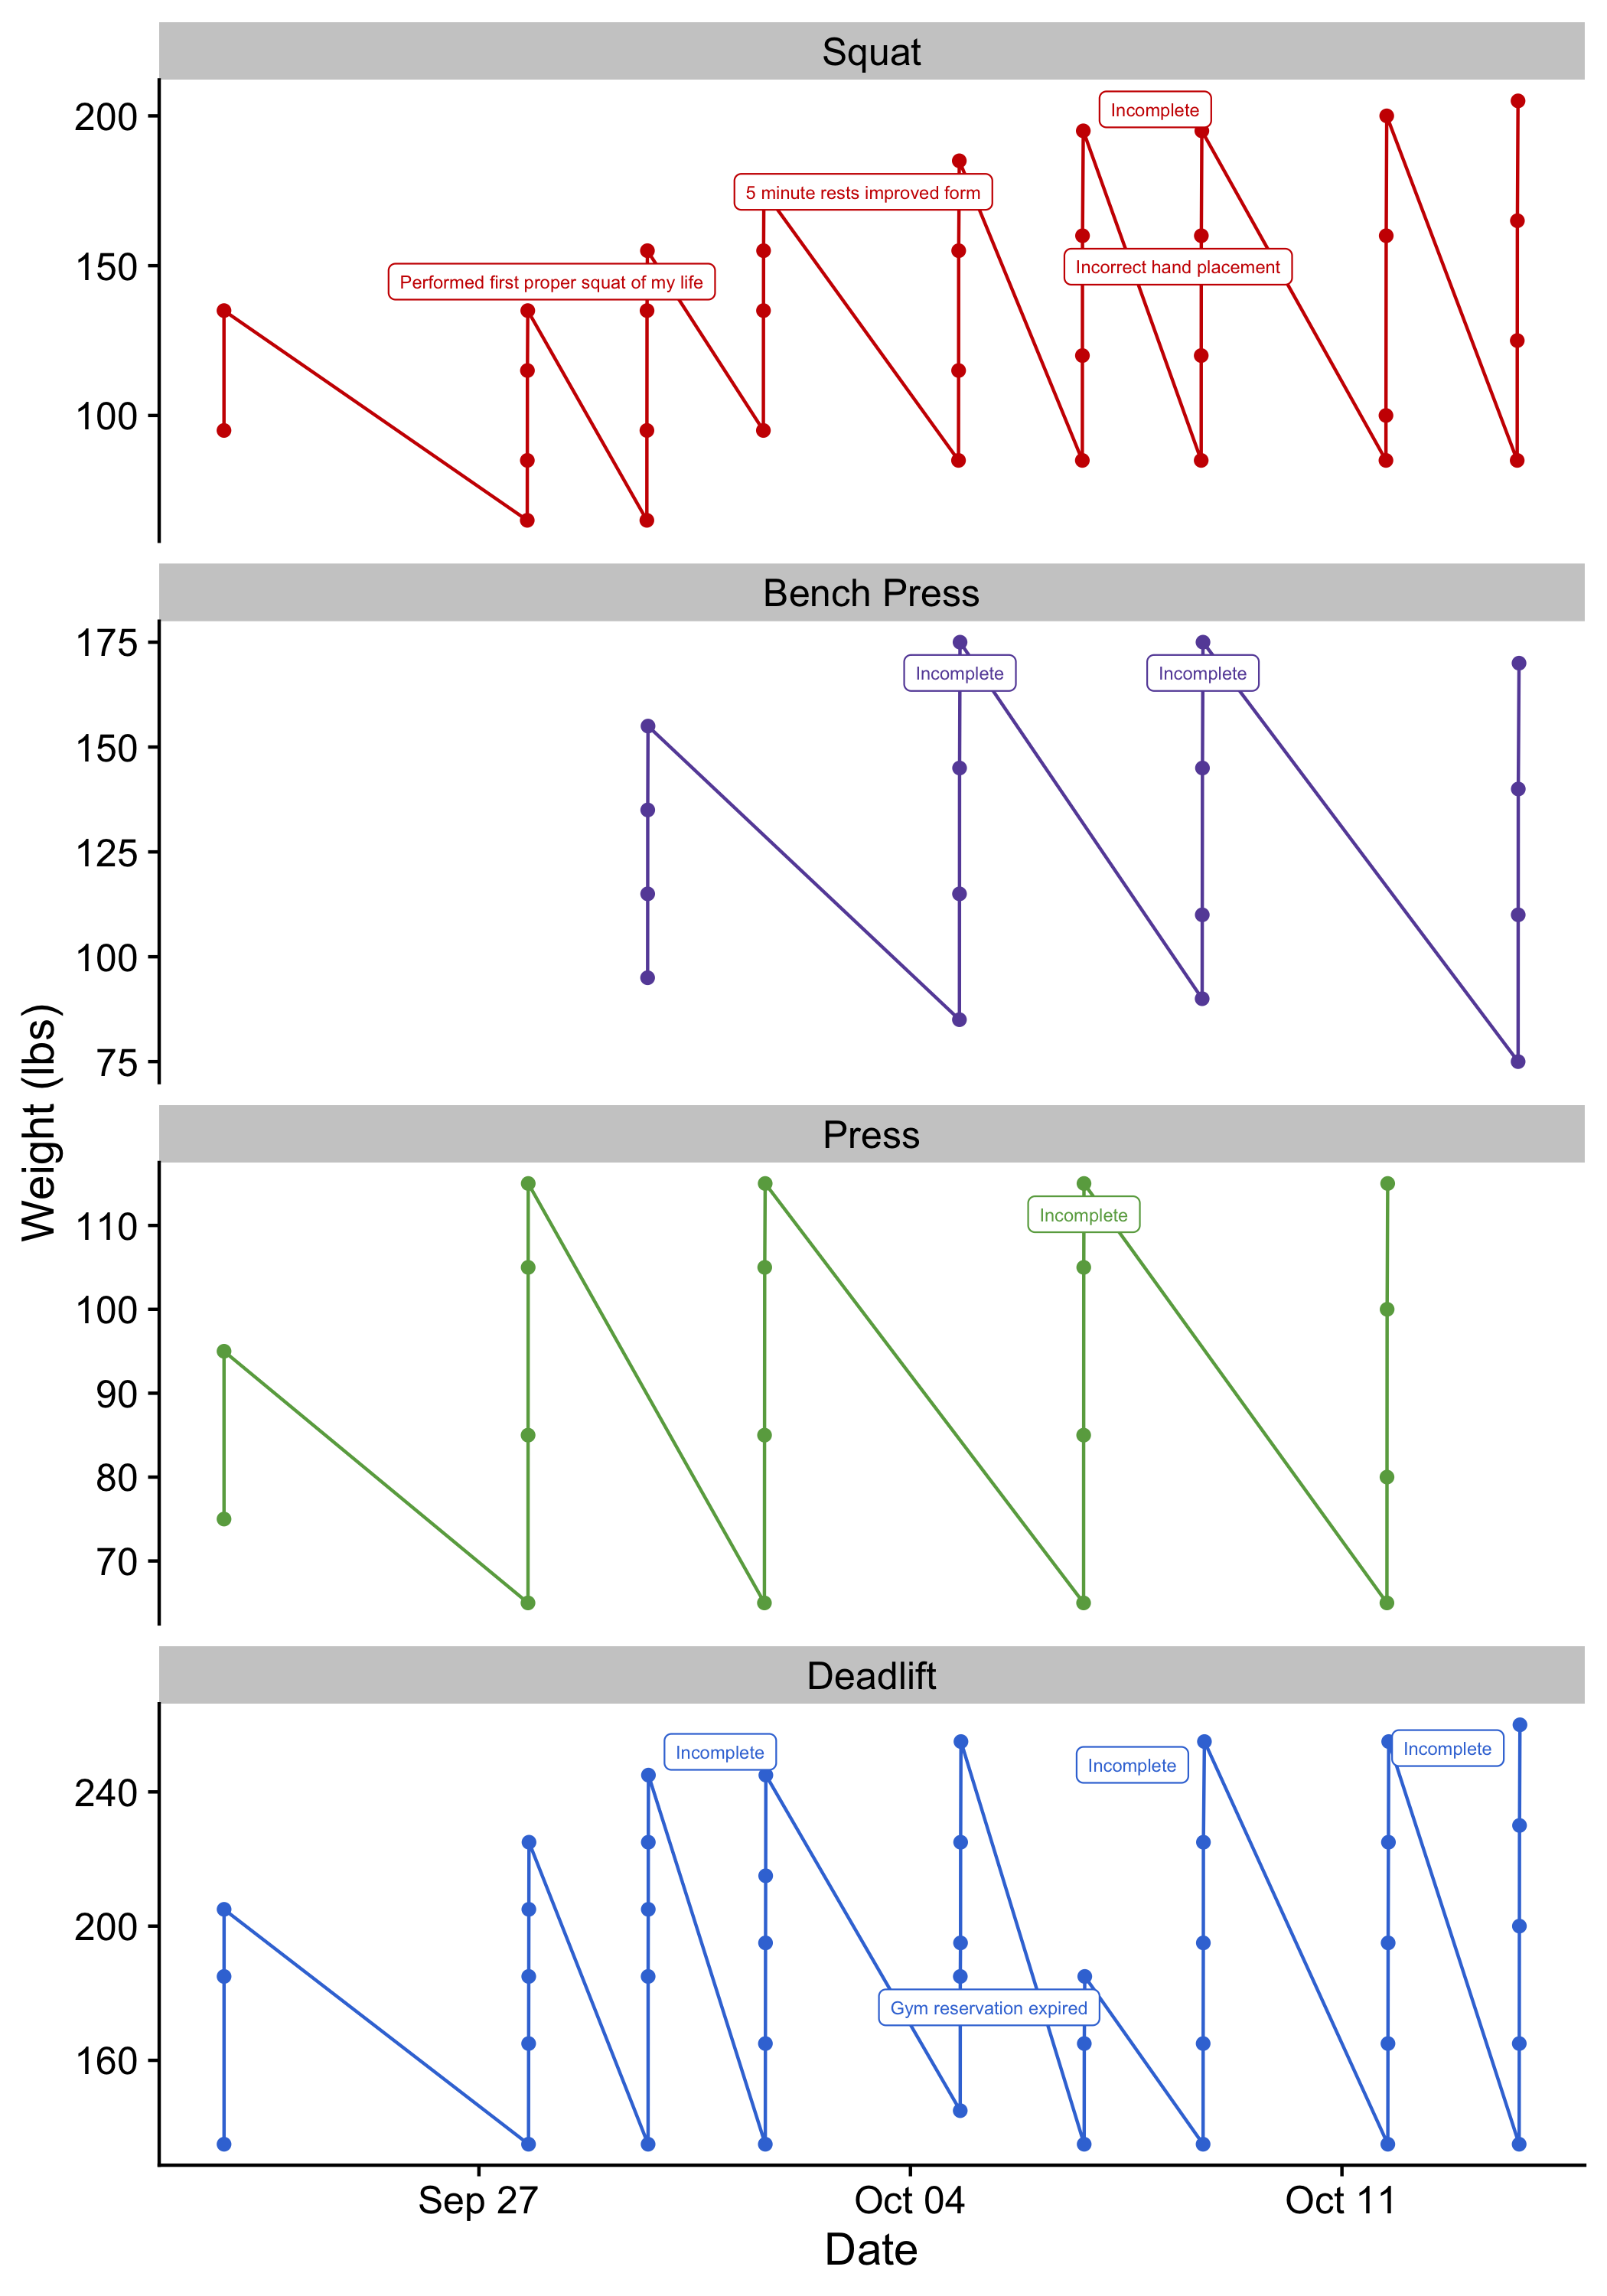 Squat
200
150
100
Incomplete
5 minute rests improved form
Incorrect hand placement
Performed first proper squat of my life
Bench Press
175
150
125
100
75
Incomplete
Incomplete
Weight (lbs)
Press
110
100
90
80
70
Incomplete
Deadlift
240
200
160
Incomplete
Incomplete
Incomplete
Gym reservation expired
Sep 27
Oct 04
Oct 11
Date